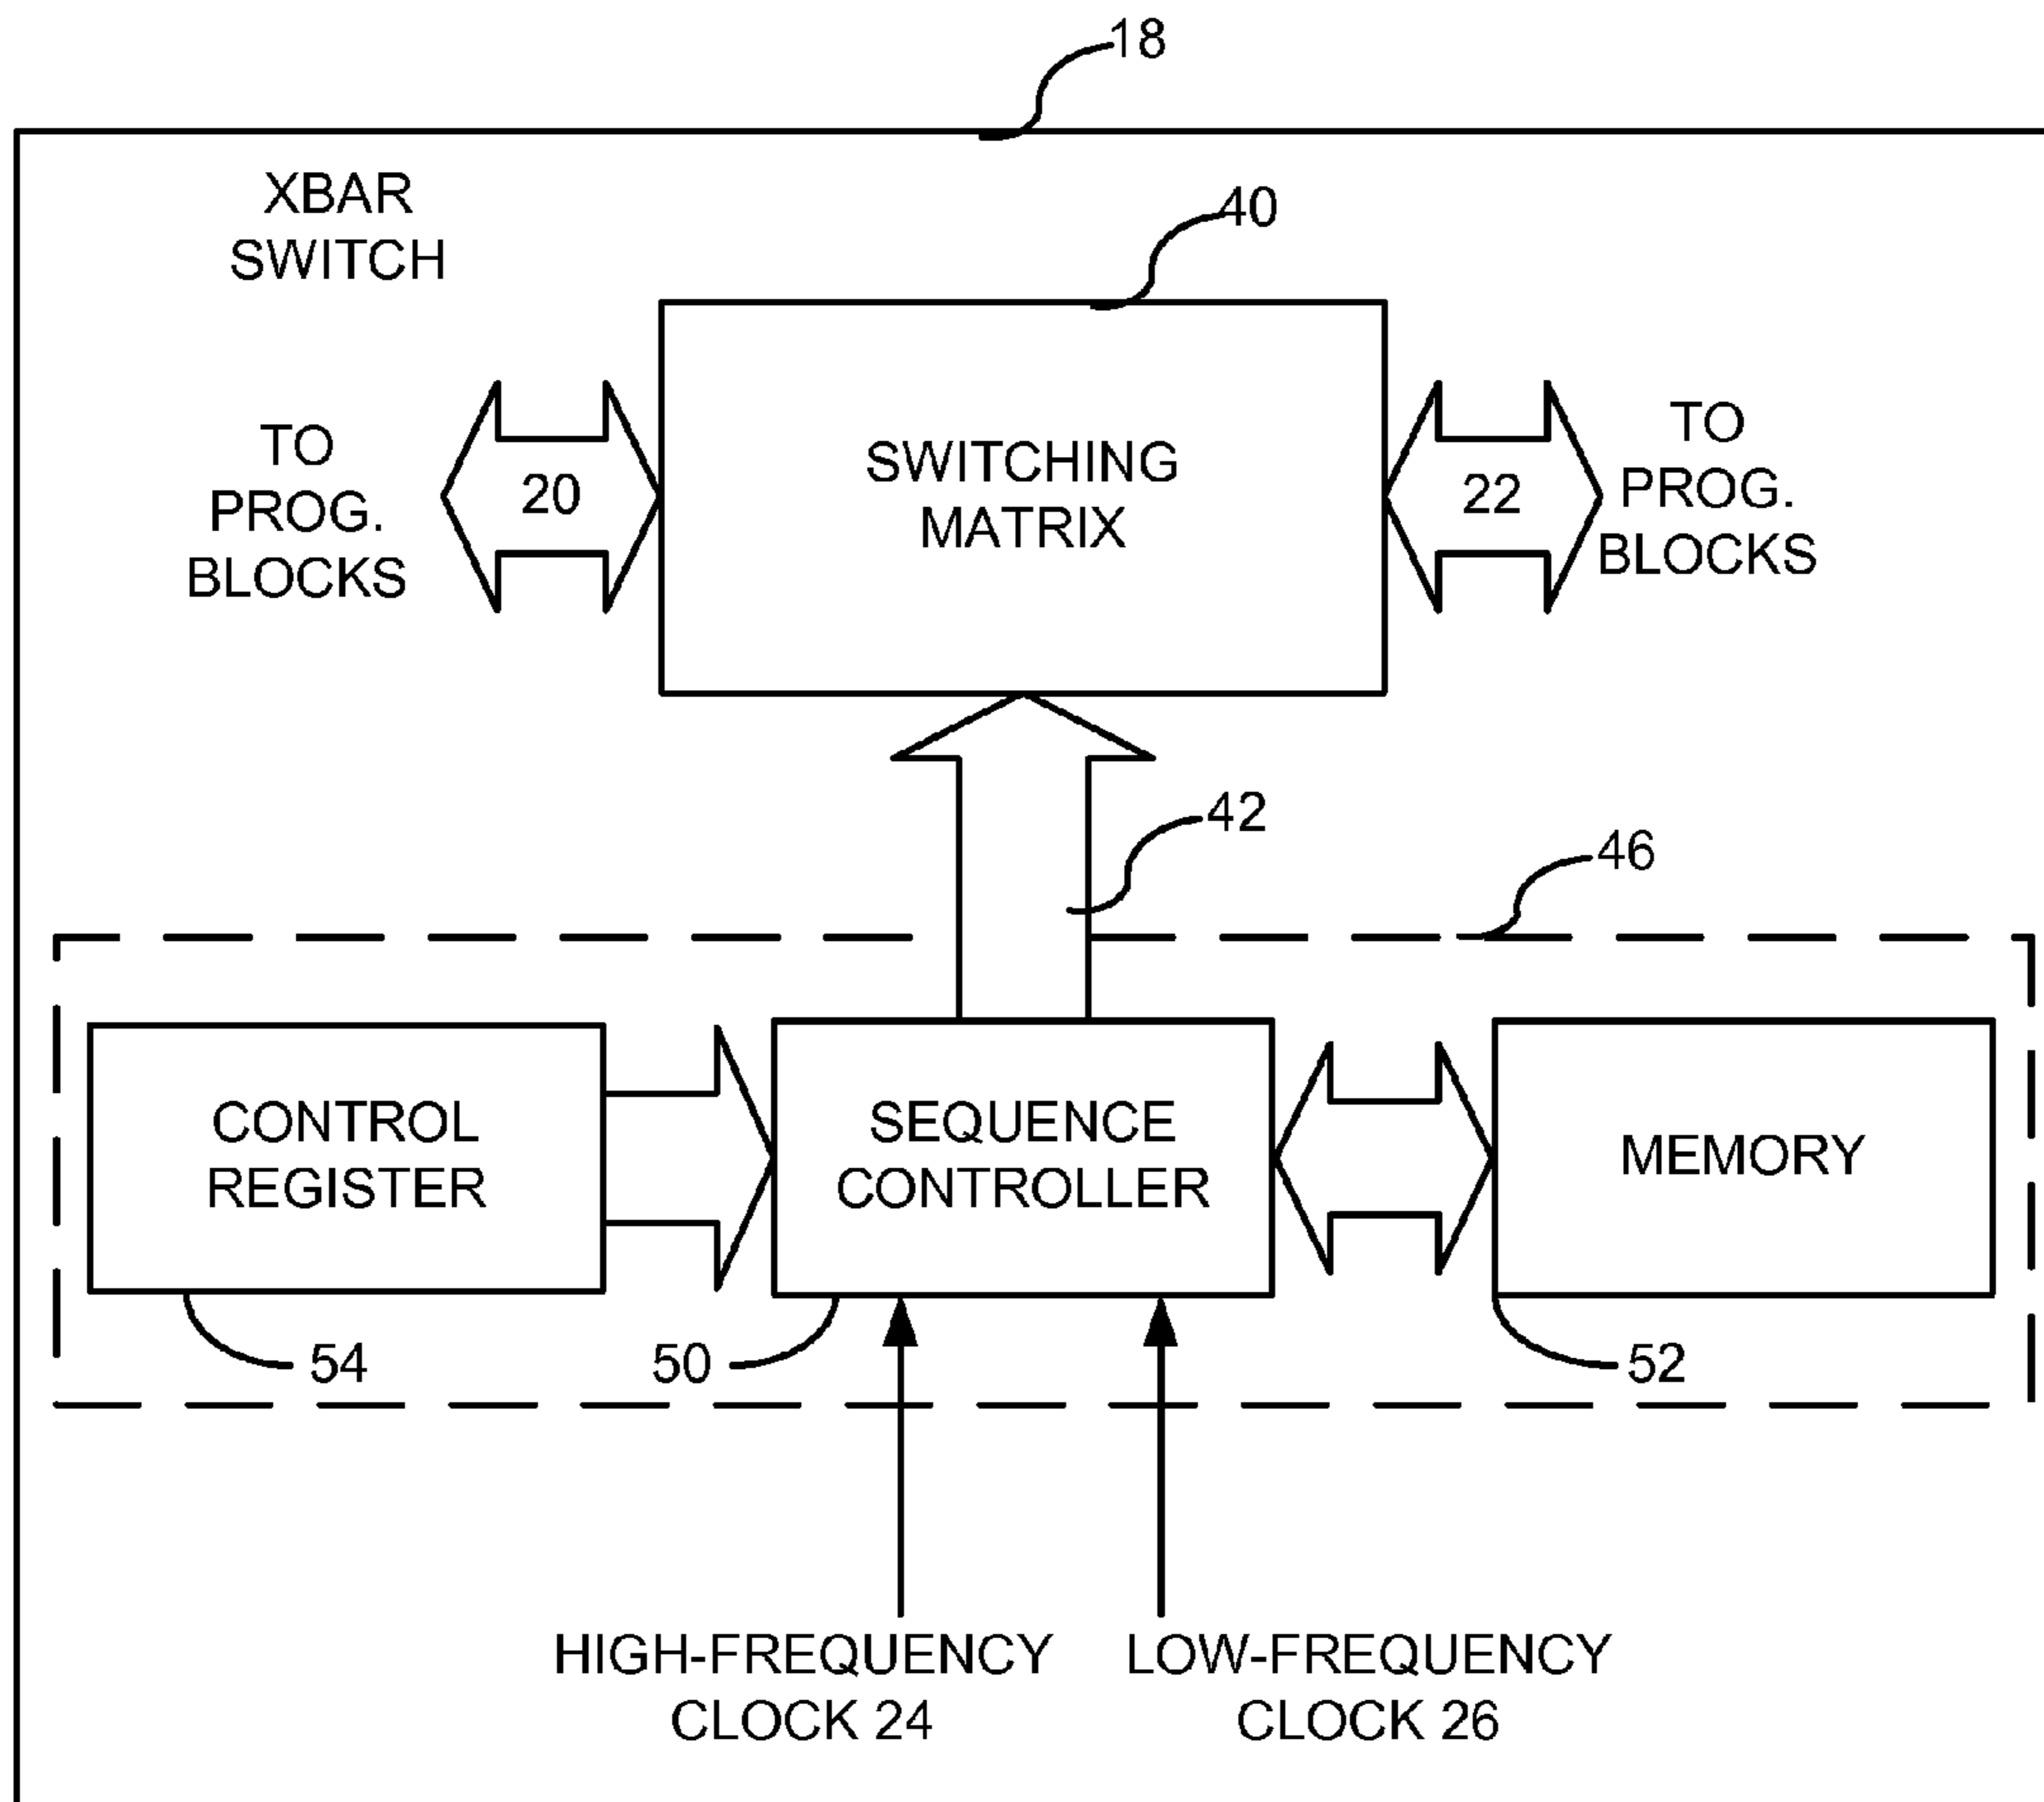 18
XBAR
SWITCH
40
TO
PROG.
BLOCKS
20
SWITCHING
MATRIX
22
TO
PROG.
BLOCKS
42
46
CONTROL
REGISTER
SEQUENCE
CONTROLLER
MEMORY
54
50
52
HIGH-FREQUENCY
CLOCK 24
LOW-FREQUENCY
CLOCK 26